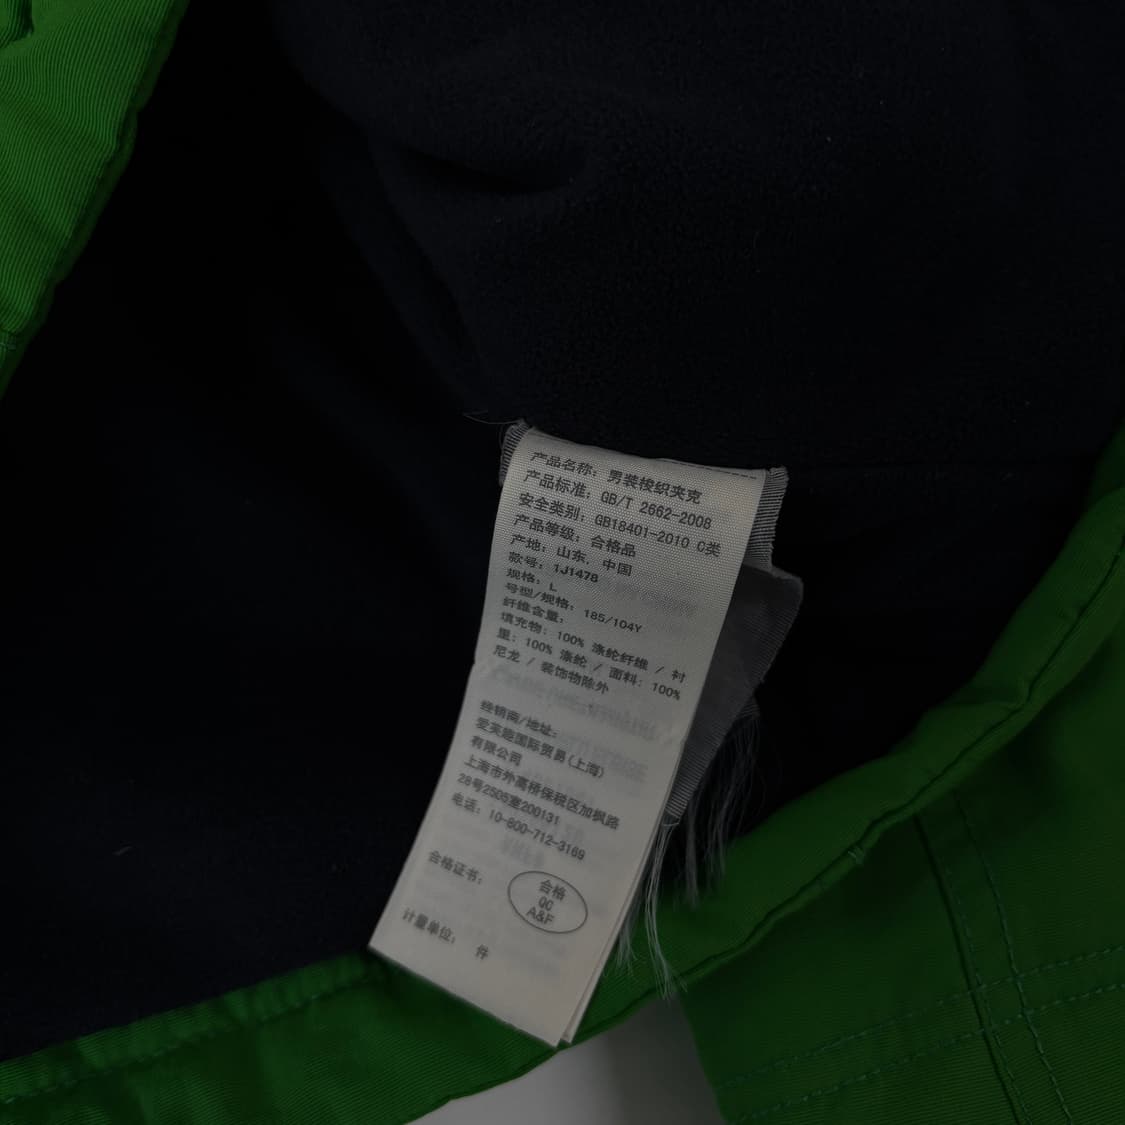 产品名称: 男装梭织夹克
产品标准: GB/T 2662-2008
安全类别: GB18401-2010 C类
产品等级: 合格品
产地: 山东, 中国
款号: 1J1478
规格: L
号型/规格: 185/104Y
纤维含量:
填充物: 100% 涤纶纤维 / 衬
里: 100% 涤纶 / 面料: 100%
尼龙 / 装饰物除外
经销商/地址:
爱芙趣国际贸易(上海)
有限公司
上海市外高桥保税区加枫路
28号2505室200131
电话: 10-800-712-3169
合格证书:
合格
QC
A&F
计量单位: 件